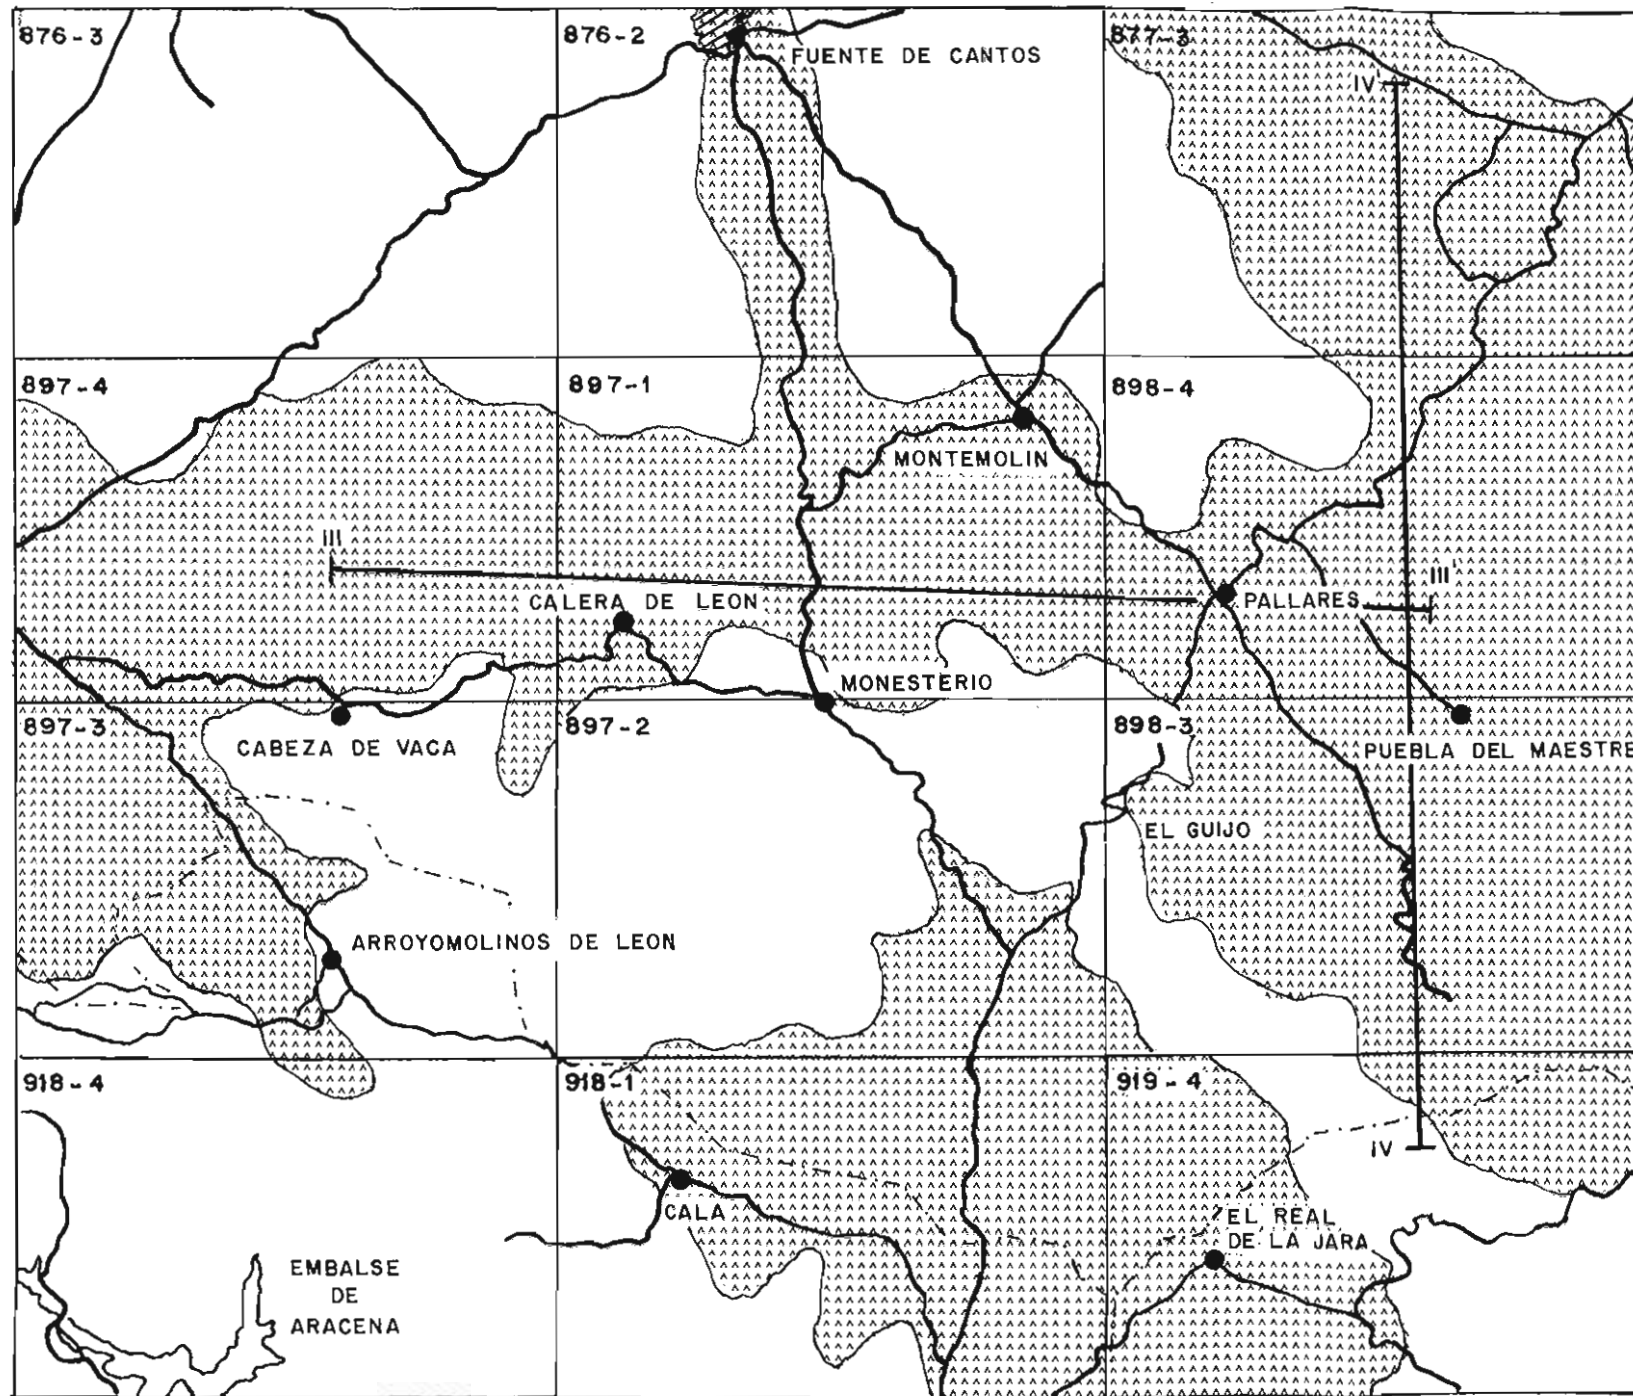 876-3
876-2
877-3
FUENTE DE CANTOS
IV'
897-4
897-1
898-4
MONTEMOLIN
III
III'
CALERA DE LEON
PALLARES
MONESTERIO
897-3
897-2
898-3
CABEZA DE VACA
PUEBLA DEL MAESTRE
EL GUIJO
ARROYOMOLINOS DE LEON
918-4
918-1
919-4
IV
CALA
EL REAL
DE LA JARA
EMBALSE
DE
ARACENA